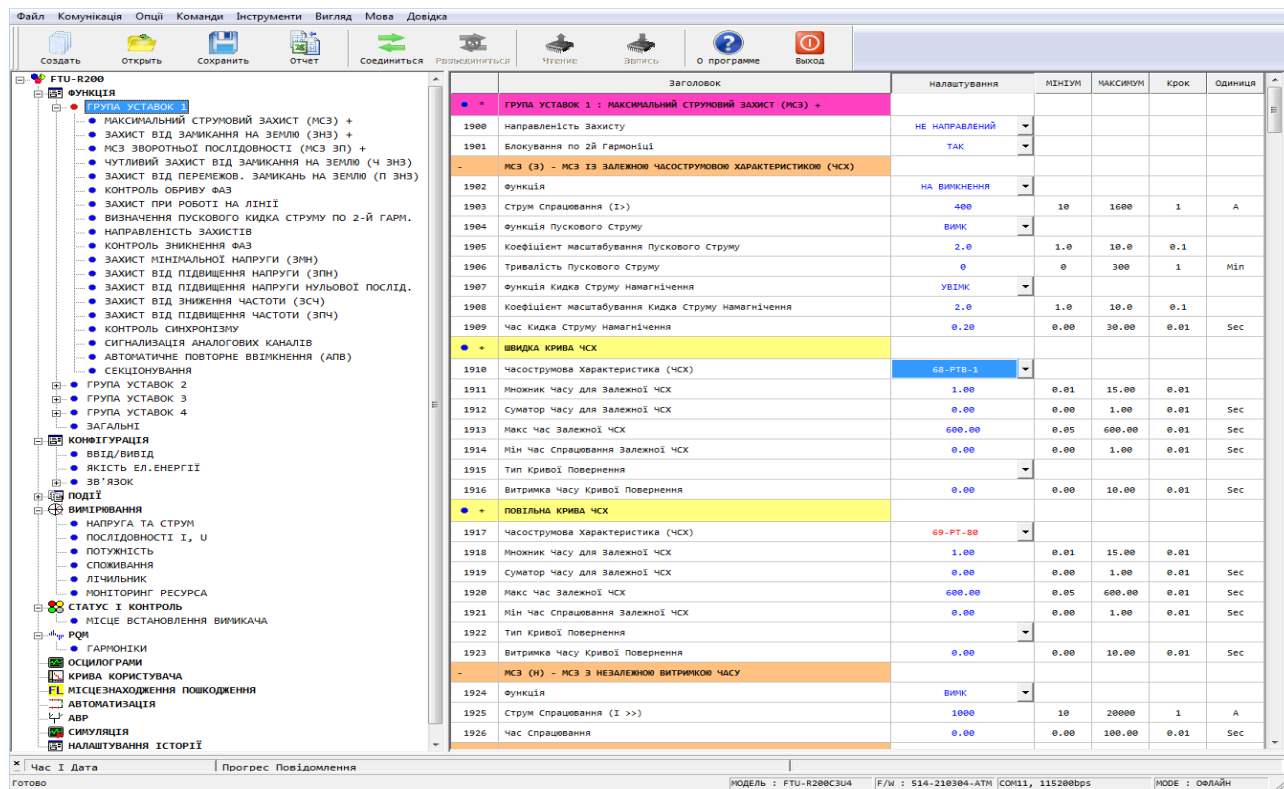 Файл Комунікація Опції Команди Інструменти Вигляд Мова Довідка
Создать Открыть Сохранить Отчет Соединиться Разъединиться Чтение Запись О программе Выход
FTU-R200
ФУНКЦІЯ
ГРУПА УСТАВОК 1
МАКСИМАЛЬНИЙ СТРУМОВИЙ ЗАХИСТ (МСЗ) +
ЗАХИСТ ВІД ЗАМИКАННЯ НА ЗЕМЛЮ (ЗНЗ) +
МСЗ ЗВОРОТНЬОЇ ПОСЛІДОВНОСТІ (МСЗ ЗП) +
ЧУТЛИВИЙ ЗАХИСТ ВІД ЗАМИКАННЯ НА ЗЕМЛЮ (Ч ЗНЗ)
ЗАХИСТ ВІД ПЕРЕМЕЖОВ. ЗАМИКАНЬ НА ЗЕМЛЮ (П ЗНЗ)
КОНТРОЛЬ ОБРИВУ ФАЗ
ЗАХИСТ ПРИ РОБОТІ НА ЛІНІЇ
ВИЗНАЧЕННЯ ПУСКОВОГО КИДКА СТРУМУ ПО 2-Й ГАРМ.
НАПРАВЛЕНІСТЬ ЗАХИСТІВ
КОНТРОЛЬ ЗНИКНЕННЯ ФАЗ
ЗАХИСТ МІНІМАЛЬНОЇ НАПРУГИ (ЗМН)
ЗАХИСТ ВІД ПІДВИЩЕННЯ НАПРУГИ (ЗПН)
ЗАХИСТ ВІД ПІДВИЩЕННЯ НАПРУГИ НУЛЬОВОЇ ПОСЛІД.
ЗАХИСТ ВІД ЗНИЖЕННЯ ЧАСТОТИ (ЗСЧ)
ЗАХИСТ ВІД ПІДВИЩЕННЯ ЧАСТОТИ (ЗПЧ)
КОНТРОЛЬ СИНХРОНІЗМУ
СИГНАЛИЗАЦІЯ АНАЛОГОВИХ КАНАЛІВ
АВТОМАТИЧНЕ ПОВТОРНЕ ВВІМКНЕННЯ (АПВ)
СЕКЦІОНУВАННЯ
ГРУПА УСТАВОК 2
ГРУПА УСТАВОК 3
ГРУПА УСТАВОК 4
ЗАГАЛЬНІ
КОНФІГУРАЦІЯ
ВВІД/ВИВІД
ЯКІСТЬ ЕЛ.ЕНЕРГІЇ
ЗВ'ЯЗОК
ПОДІЇ
ВИМІРЮВАННЯ
НАПРУГА ТА СТРУМ
ПОСЛІДОВНОСТІ I, U
ПОТУЖНІСТЬ
СПОЖИВАННЯ
ЛІЧИЛЬНИК
МОНІТОРИНГ РЕСУРСА
СТАТУС І КОНТРОЛЬ
МІСЦЕ ВСТАНОВЛЕННЯ ВИМИКАЧА
PQM
ГАРМОНІКИ
ОСЦИЛОГРАМИ
КРИВА КОРИСТУВАЧА
FL МІСЦЕЗНАХОДЖЕННЯ ПОШКОДЖЕННЯ
АВТОМАТИЗАЦІЯ
АВР
СИМУЛЯЦІЯ
НАЛАШТУВАННЯ ІСТОРІЇ
Заголовок Налаштування МІНІУМ МАКСИМУМ Крок Одиниця
* ГРУПА УСТАВОК 1 : МАКСИМАЛЬНИЙ СТРУМОВИЙ ЗАХИСТ (МСЗ) +
1900 Направленість Захисту НЕ НАПРАВЛЕНИЙ
1901 Блокування по 2й Гармоніці ТАК
- МСЗ (З) - МСЗ ІЗ ЗАЛЕЖНОЮ ЧАСОСТРУМОВОЮ ХАРАКТЕРИСТИКОЮ (ЧСХ)
1902 Функція НА ВИМКНЕННЯ
1903 Струм Спрацювання (I>) 400 10 1600 1 A
1904 Функція Пускового Струму ВИМК
1905 Коефіцієнт масштабування Пускового Струму 2.0 1.0 10.0 0.1
1906 Тривалість Пускового Струму 0 0 300 1 Min
1907 Функція Кидка Струму Намагнічення УВІМК
1908 Коефіцієнт масштабування Кидка Струму Намагнічення 2.0 1.0 10.0 0.1
1909 Час Кидка Струму Намагнічення 0.20 0.00 30.00 0.01 Sec
+ ШВИДКА КРИВА ЧСХ
1910 Часострумова Характеристика (ЧСХ) 68-РТВ-1
1911 Множник Часу для Залежної ЧСХ 1.00 0.01 15.00 0.01
1912 Суматор Часу для Залежної ЧСХ 0.00 0.00 1.00 0.01 Sec
1913 Макс Час Залежної ЧСХ 600.00 0.05 600.00 0.01 Sec
1914 Мін Час Спрацювання Залежної ЧСХ 0.00 0.00 1.00 0.01 Sec
1915 Тип Кривої Повернення
1916 Витримка Часу Кривої Повернення 0.00 0.00 10.00 0.01 Sec
+ ПОВІЛЬНА КРИВА ЧСХ
1917 Часострумова Характеристика (ЧСХ) 69-РТ-80
1918 Множник Часу для Залежної ЧСХ 1.00 0.01 15.00 0.01
1919 Суматор Часу для Залежної ЧСХ 0.00 0.00 1.00 0.01 Sec
1920 Макс Час Залежної ЧСХ 600.00 0.05 600.00 0.01 Sec
1921 Мін Час Спрацювання Залежної ЧСХ 0.00 0.00 1.00 0.01 Sec
1922 Тип Кривої Повернення
1923 Витримка Часу Кривої Повернення 0.00 0.00 10.00 0.01 Sec
- МСЗ (Н) - МСЗ З НЕЗАЛЕЖНОЮ ВИТРИМКОЮ ЧАСУ
1924 Функція ВИМК
1925 Струм Спрацювання (I >>) 1000 10 20000 1 A
1926 Час Спрацювання 0.00 0.00 100.00 0.01 Sec
Час І Дата Прогрес Повідомлення
Готово МОДЕЛЬ : FTU-R200C3U4 F/W : 514-210304-ATM COM11, 115200bps MODE : ОФЛАЙН